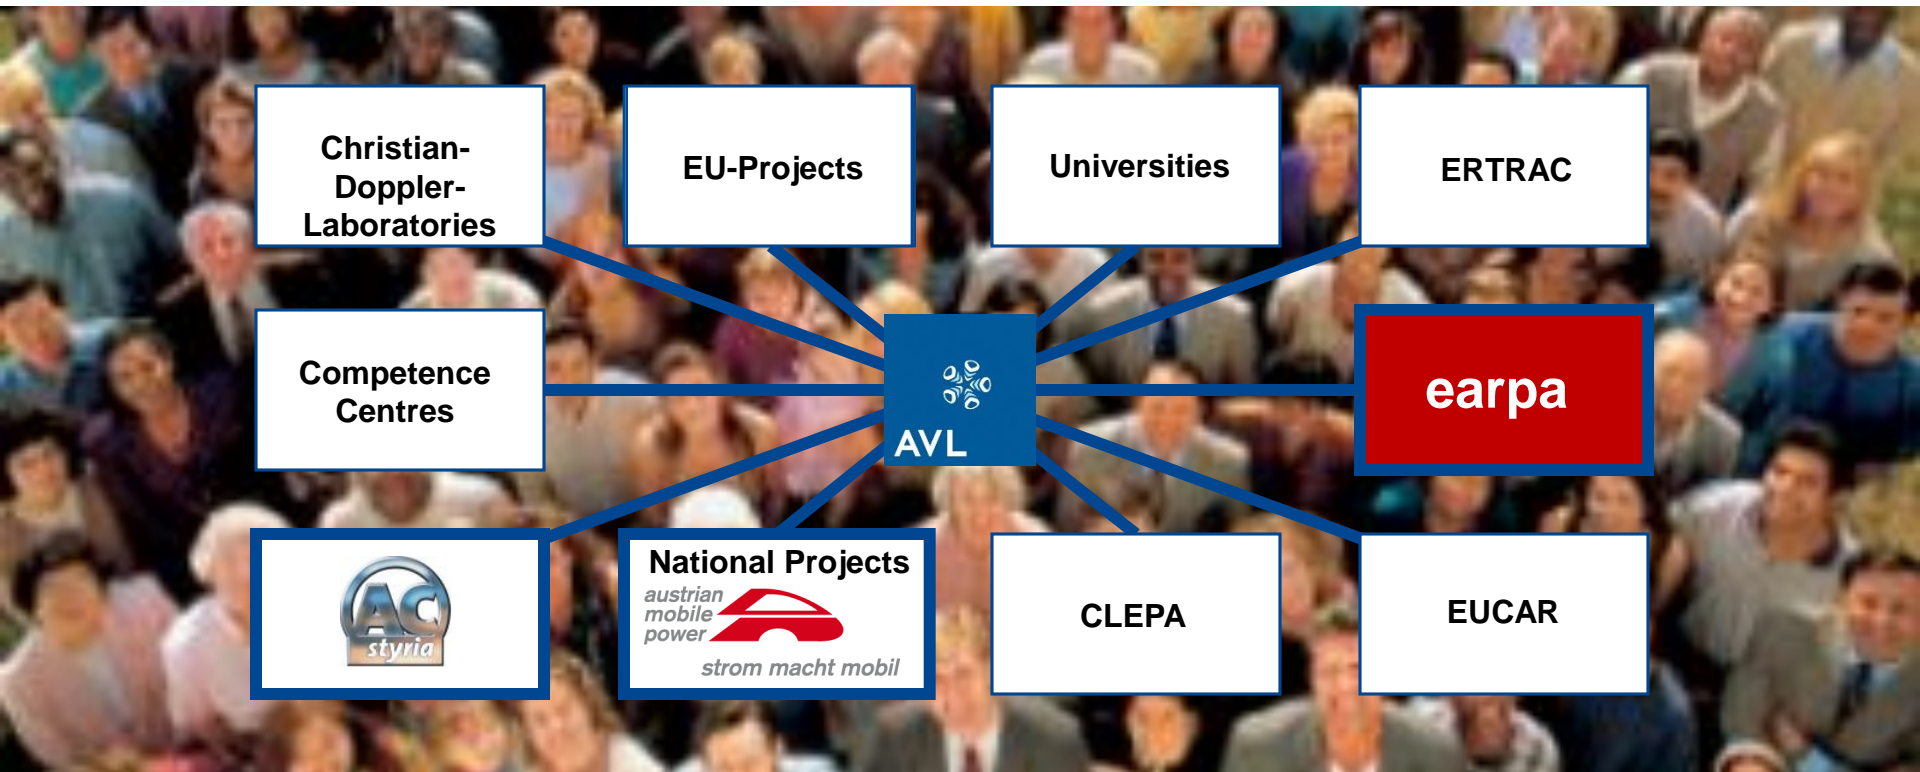 Christian-
Doppler-
Laboratories
EU-Projects
Universities
ERTRAC
Competence
Centres
AVL
earpa
AC
styria
National Projects
austrian
mobile
power
strom macht mobil
CLEPA
EUCAR